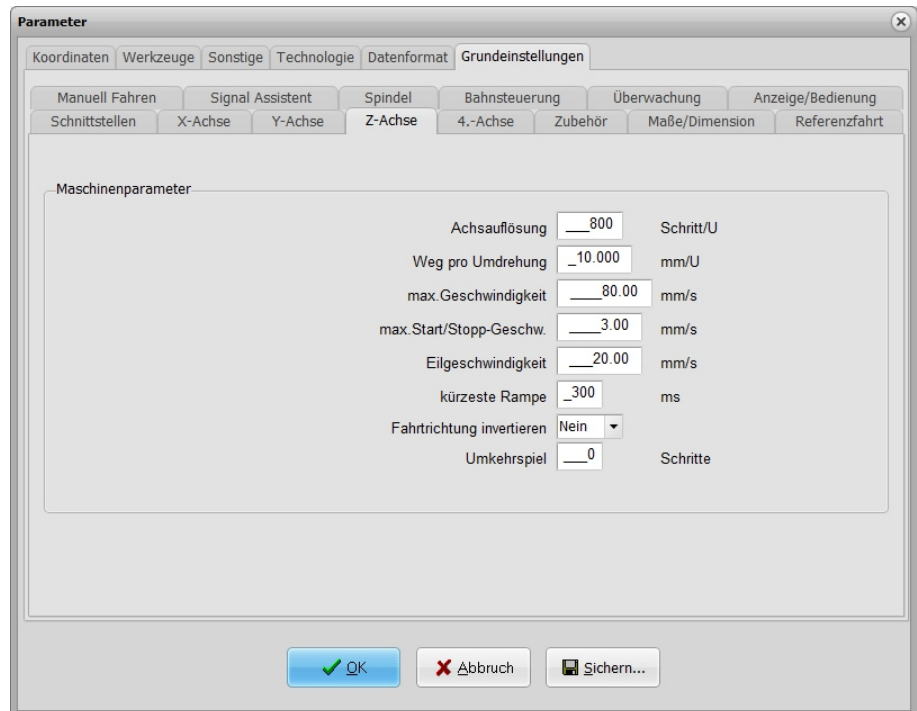 Parameter
Koordinaten Werkzeuge Sonstige Technologie Datenformat Grundeinstellungen
Manuell Fahren Signal Assistent Spindel Bahnsteuerung Überwachung Anzeige/Bedienung
Schnittstellen X-Achse Y-Achse Z-Achse 4.-Achse Zubehör Maße/Dimension Referenzfahrt
Maschinenparameter
Achsauflösung ___800 Schritt/U
Weg pro Umdrehung _10.000 mm/U
max.Geschwindigkeit ____80.00 mm/s
max.Start/Stopp-Geschw. ____3.00 mm/s
Eilgeschwindigkeit ___20.00 mm/s
kürzeste Rampe _300 ms
Fahrtrichtung invertieren Nein
Umkehrspiel ___0 Schritte
OK Abbruch Sichern...